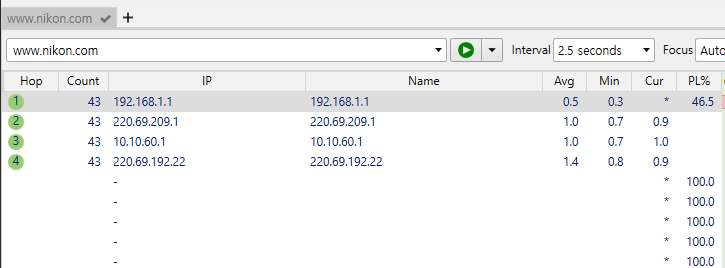 www.nikon.com
www.nikon.com Interval 2.5 seconds Focus Auto
Hop Count IP Name Avg Min Cur PL%
1 43 192.168.1.1 192.168.1.1 0.5 0.3 * 46.5
2 43 220.69.209.1 220.69.209.1 1.0 0.7 0.9
3 43 10.10.60.1 10.10.60.1 1.0 0.7 1.0
4 43 220.69.192.22 220.69.192.22 1.4 0.8 0.9
- * 100.0
- * 100.0
- * 100.0
- * 100.0
- * 100.0